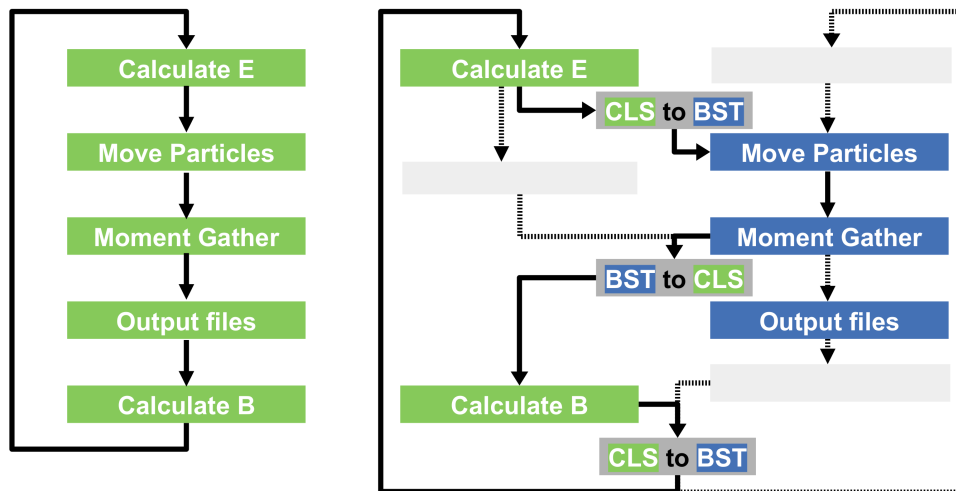 Calculate E
Move Particles
Moment Gather
Output files
Calculate B
Calculate E
CLS to BST
Move Particles
Moment Gather
BST to CLS
Output files
Calculate B
CLS to BST